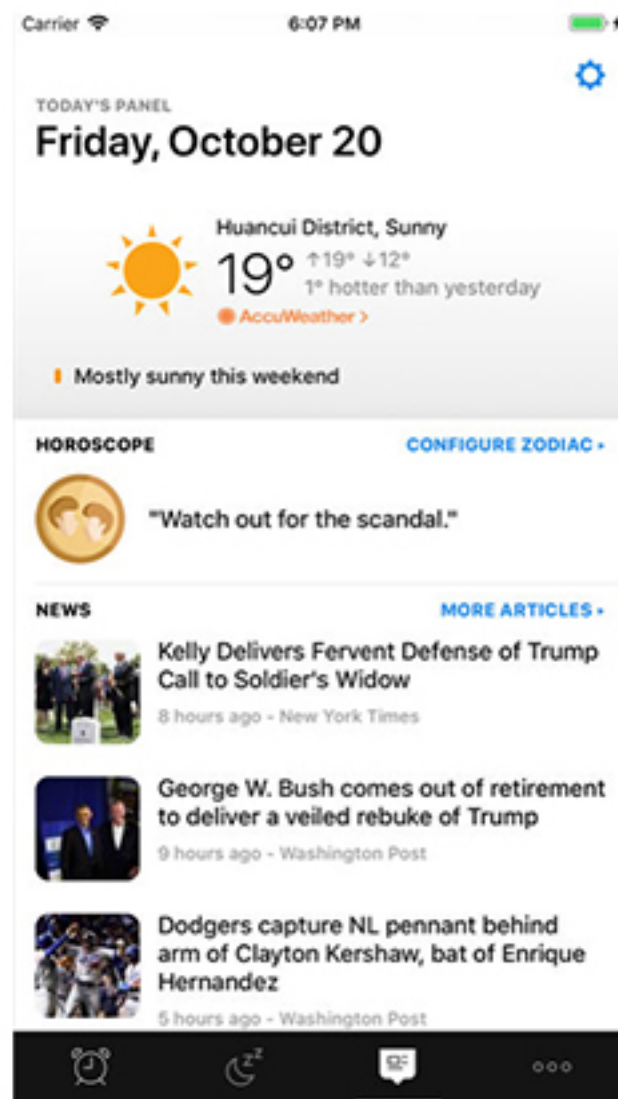 Carrier
6:07 PM
TODAY'S PANEL
Friday, October 20
Huancui District, Sunny
19° ↑19° ↓12°
1° hotter than yesterday
AccuWeather >
Mostly sunny this weekend
HOROSCOPE
CONFIGURE ZODIAC
"Watch out for the scandal."
NEWS
MORE ARTICLES
Kelly Delivers Fervent Defense of Trump
Call to Soldier's Widow
8 hours ago - New York Times
George W. Bush comes out of retirement
to deliver a veiled rebuke of Trump
9 hours ago - Washington Post
Dodgers capture NL pennant behind
arm of Clayton Kershaw, bat of Enrique
Hernandez
5 hours ago - Washington Post
zz